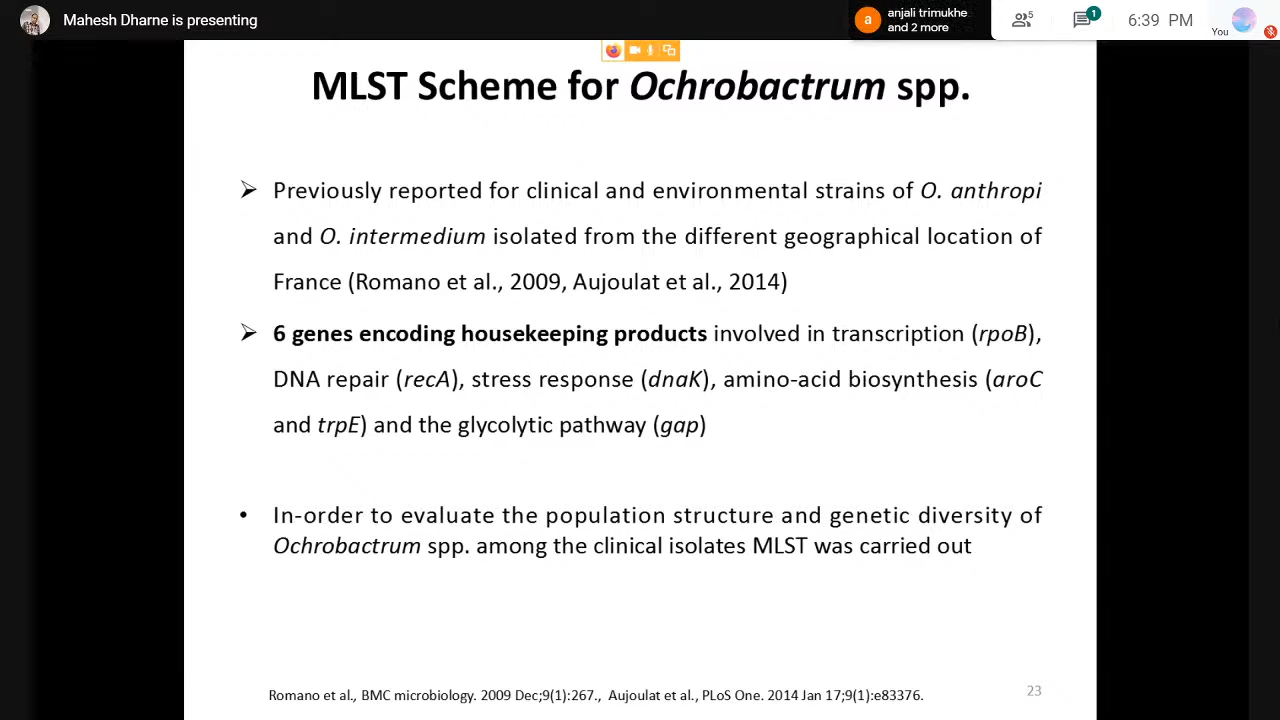 Mahesh Dharne is presenting
a
anjali trimukhe
and 2 more
5
1
6:39 PM
You
MLST Scheme for Ochrobactrum spp.
➢ Previously reported for clinical and environmental strains of O. anthropi
and O. intermedium isolated from the different geographical location of
France (Romano et al., 2009, Aujoulat et al., 2014)
➢ 6 genes encoding housekeeping products involved in transcription (rpoB),
DNA repair (recA), stress response (dnaK), amino-acid biosynthesis (aroC
and trpE) and the glycolytic pathway (gap)
• In-order to evaluate the population structure and genetic diversity of
Ochrobactrum spp. among the clinical isolates MLST was carried out
Romano et al., BMC microbiology. 2009 Dec;9(1):267., Aujoulat et al., PLoS One. 2014 Jan 17;9(1):e83376.
23